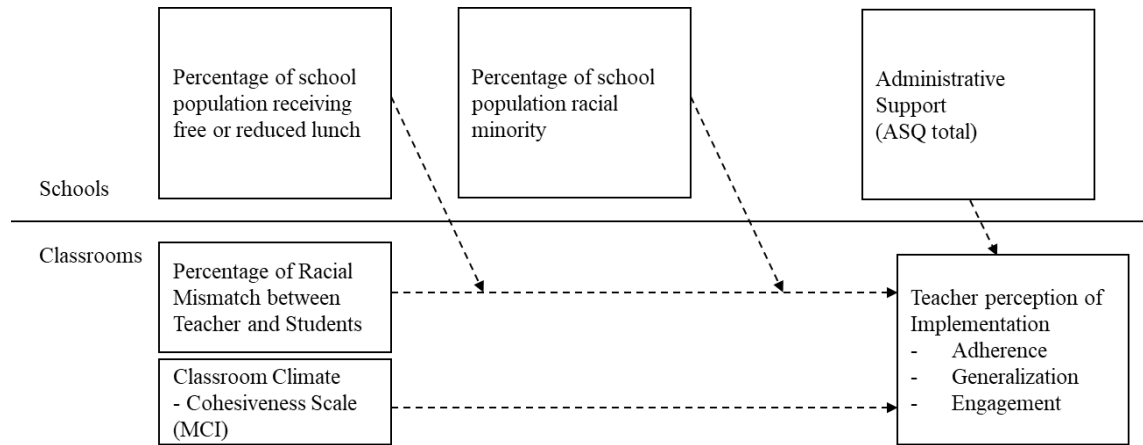 Percentage of school
population receiving
free or reduced lunch
Percentage of school
population racial
minority
Administrative
Support
(ASQ total)
Schools
Classrooms
Percentage of Racial
Mismatch between
Teacher and Students
Classroom Climate
- Cohesiveness Scale
(MCI)
Teacher perception of
Implementation
- Adherence
- Generalization
- Engagement